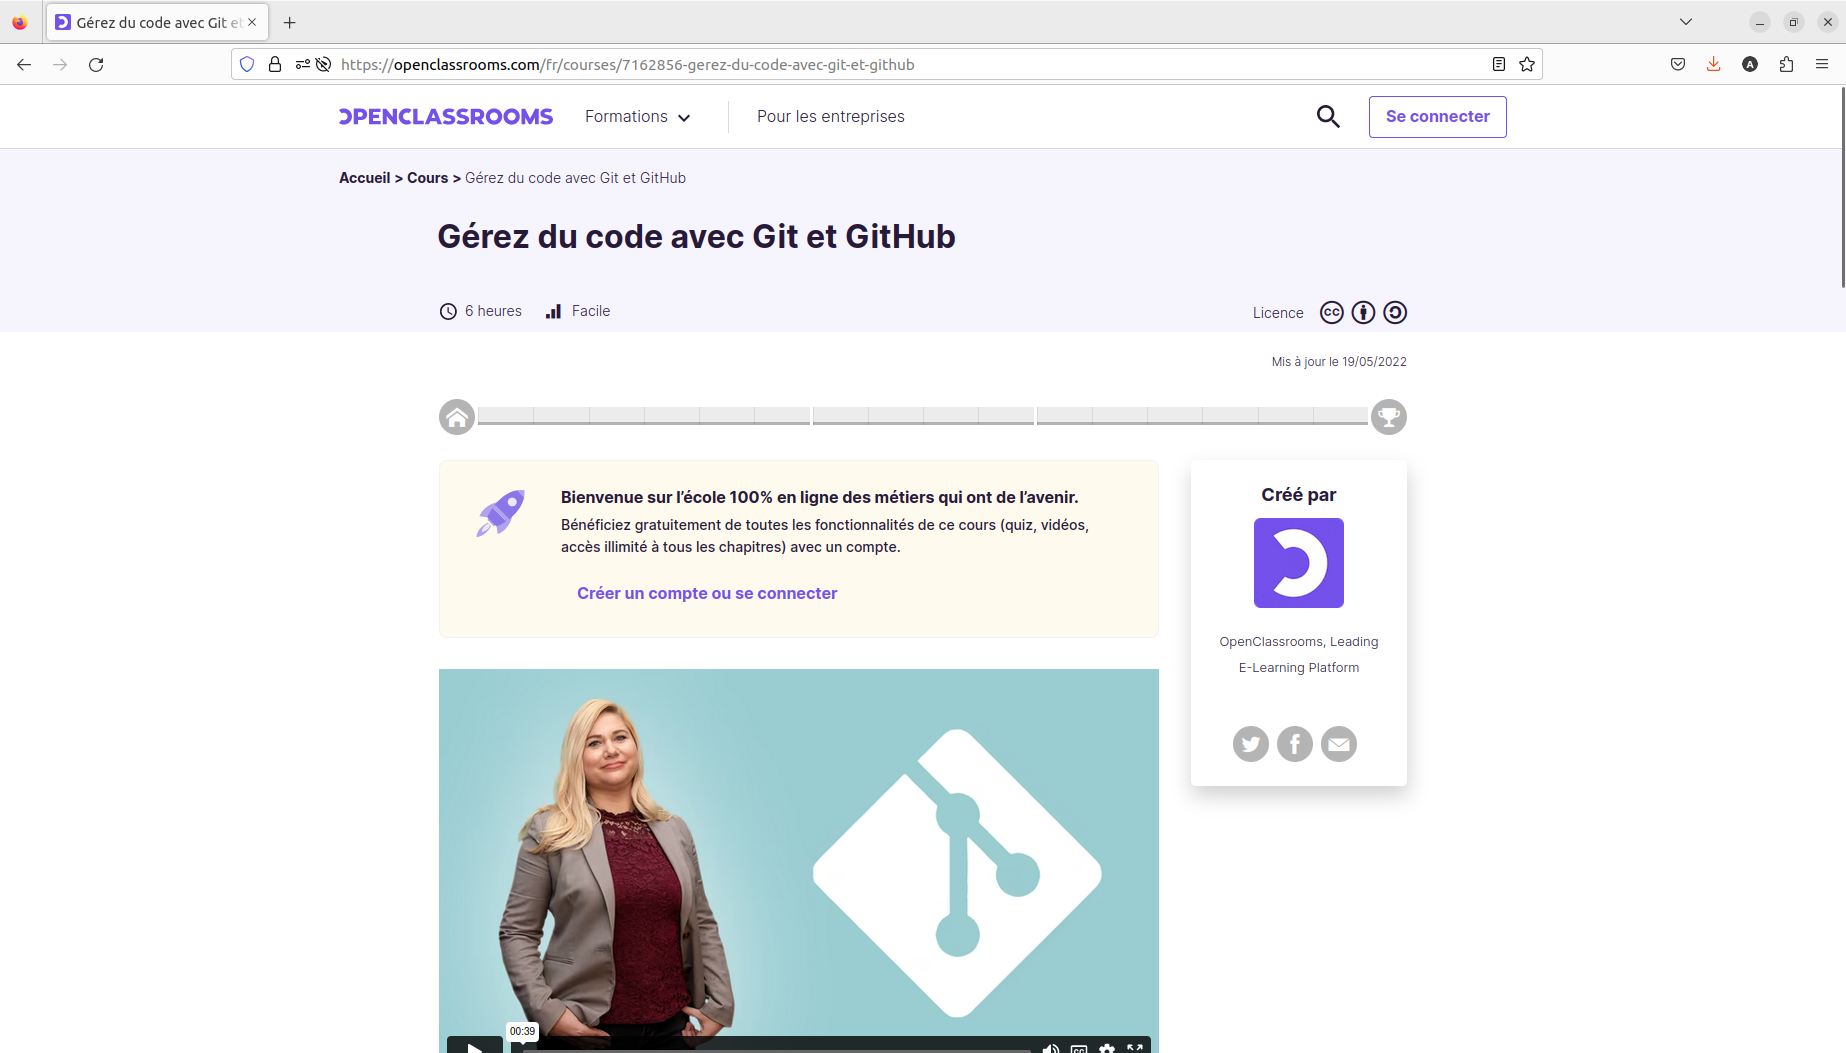 Gérez du code avec Git et
https://openclassrooms.com/fr/courses/7162856-gerez-du-code-avec-git-et-github
A
OPENCLASSROOMS
Formations
Pour les entreprises
Se connecter
Accueil > Cours > Gérez du code avec Git et GitHub
Gérez du code avec Git et GitHub
6 heures
Facile
Licence
cc
Mis à jour le 19/05/2022
Bienvenue sur l’école 100% en ligne des métiers qui ont de l’avenir.
Bénéficiez gratuitement de toutes les fonctionnalités de ce cours (quiz, vidéos,
accès illimité à tous les chapitres) avec un compte.
Créer un compte ou se connecter
Créé par
OpenClassrooms, Leading
E-Learning Platform
00:39
CC